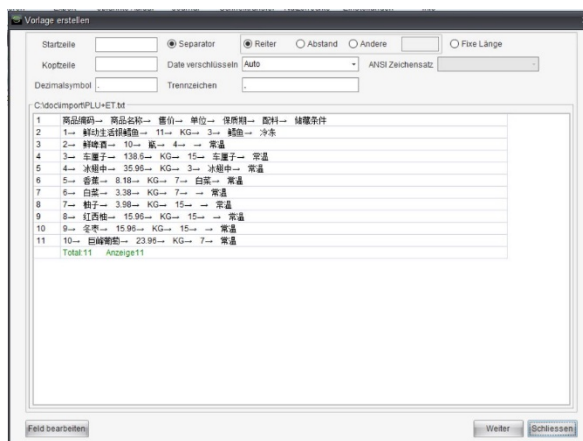 Vorlage erstellen
Startzeile Separator Reiter Abstand Andere Fixe Länge
Kopfzeile Date verschlüsseln Auto ANSI Zeichensatz
Dezimalsymbol . Trennzeichen .
C:\doc\import\PLU+ET.txt
1 商品编码→ 商品名称→ 售价→ 单位→ 保质期→ 配料→ 储藏条件
2 1→ 鲜动生活银鳕鱼→ 11→ KG→ 3→ 鳕鱼→ 冷冻
3 2→ 鲜啤酒→ 10→ 瓶→ 4→ → 常温
4 3→ 车厘子→ 138.6→ KG→ 15→ 车厘子→ 常温
5 4→ 冰翅中→ 35.96→ KG→ 3→ 冰翅中→ 常温
6 5→ 香蕉→ 8.18→ KG→ 7→ 白菜→ 常温
7 6→ 白菜→ 3.38→ KG→ 7→ → 常温
8 7→ 柚子→ 3.98→ KG→ 15→ → 常温
9 8→ 红西柚→ 15.96→ KG→ 15→ → 常温
10 9→ 冬枣→ 15.96→ KG→ 15→ → 常温
11 10→ 巨峰葡萄→ 23.96→ KG→ 7→ 常温
Total:11 Anzeige11
Feld bearbeiten Weiter Schliessen